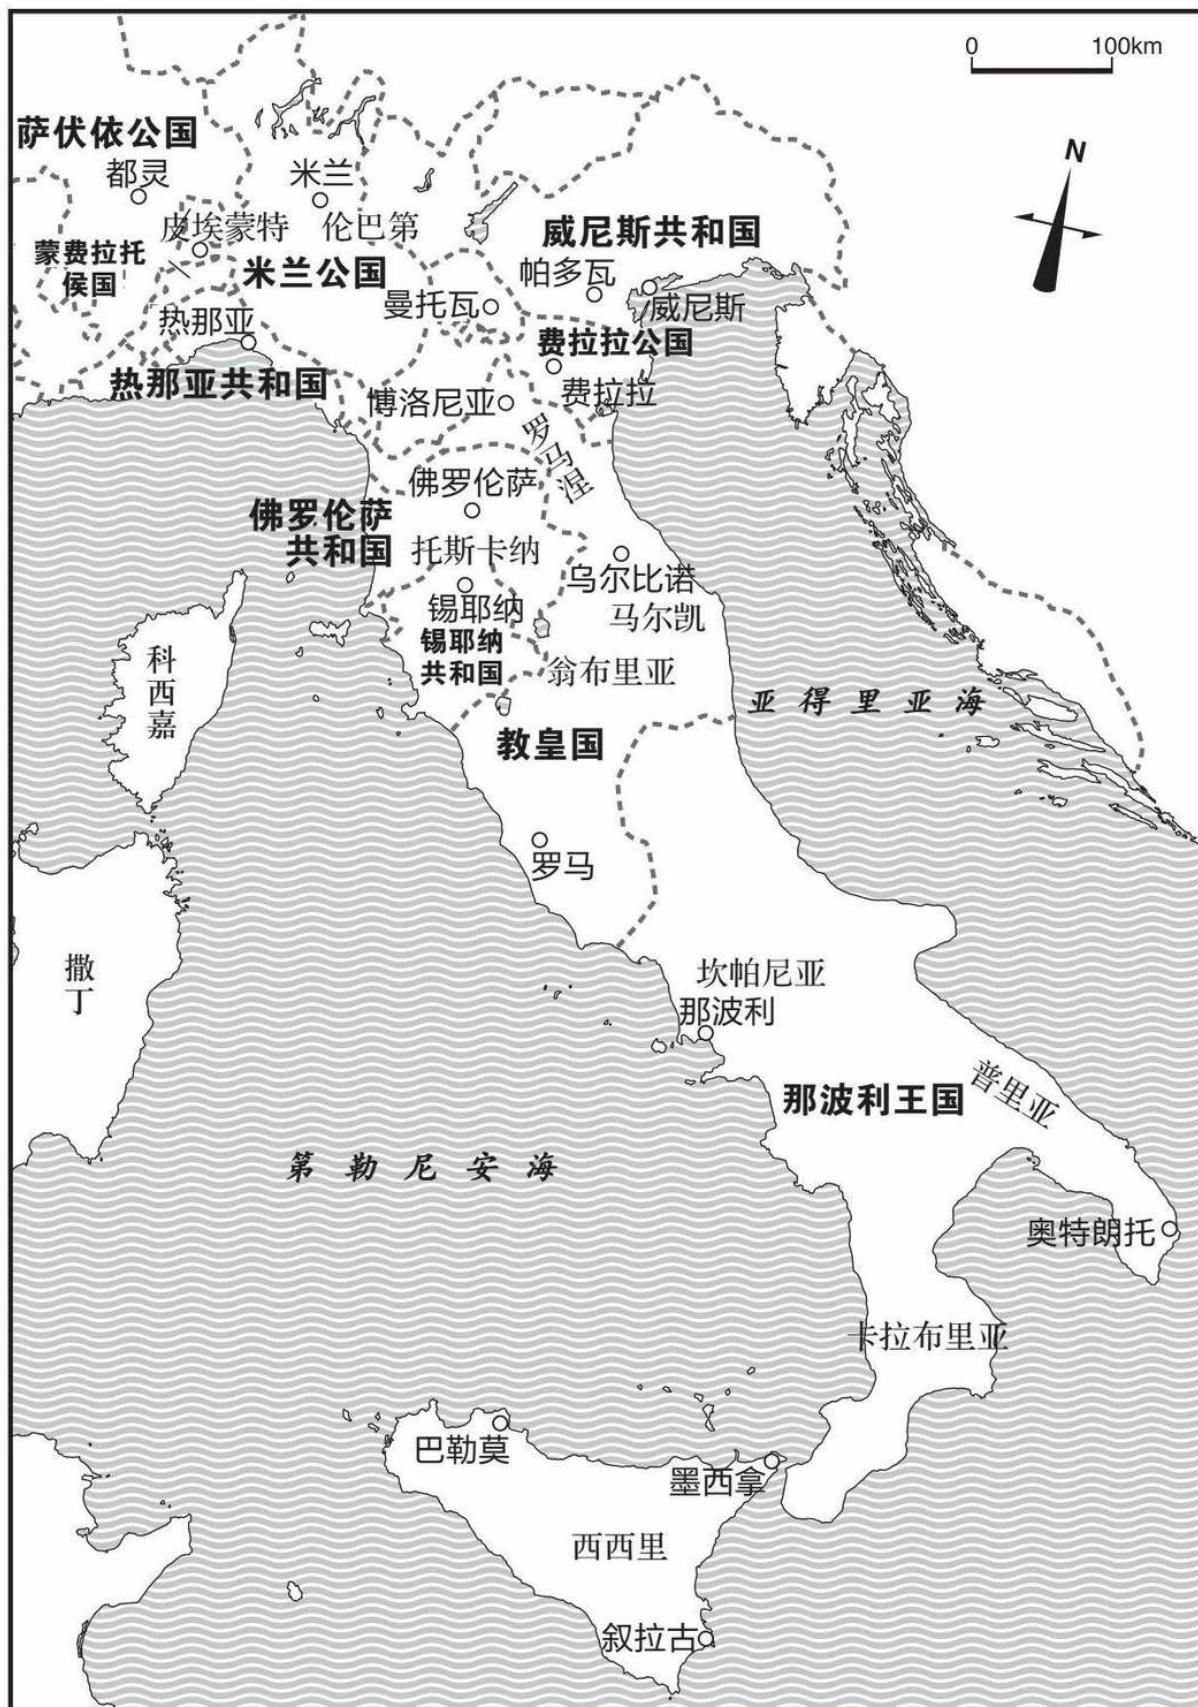 0 100km
N
萨伏依公国
都灵
米兰
皮埃蒙特
伦巴第
威尼斯共和国
蒙费拉托
侯国
米兰公国
帕多瓦
曼托瓦
威尼斯
热那亚
费拉拉公国
热那亚共和国
博洛尼亚
费拉拉
罗马涅
佛罗伦萨
佛罗伦萨
共和国
托斯卡纳
乌尔比诺
锡耶纳
马尔凯
锡耶纳
共和国
翁布里亚
科西嘉
亚得里亚海
教皇国
罗马
撒丁
坎帕尼亚
那波利
普里亚
那波利王国
第勒尼安海
奥特朗托
卡拉布里亚
巴勒莫
墨西拿
西西里
叙拉古